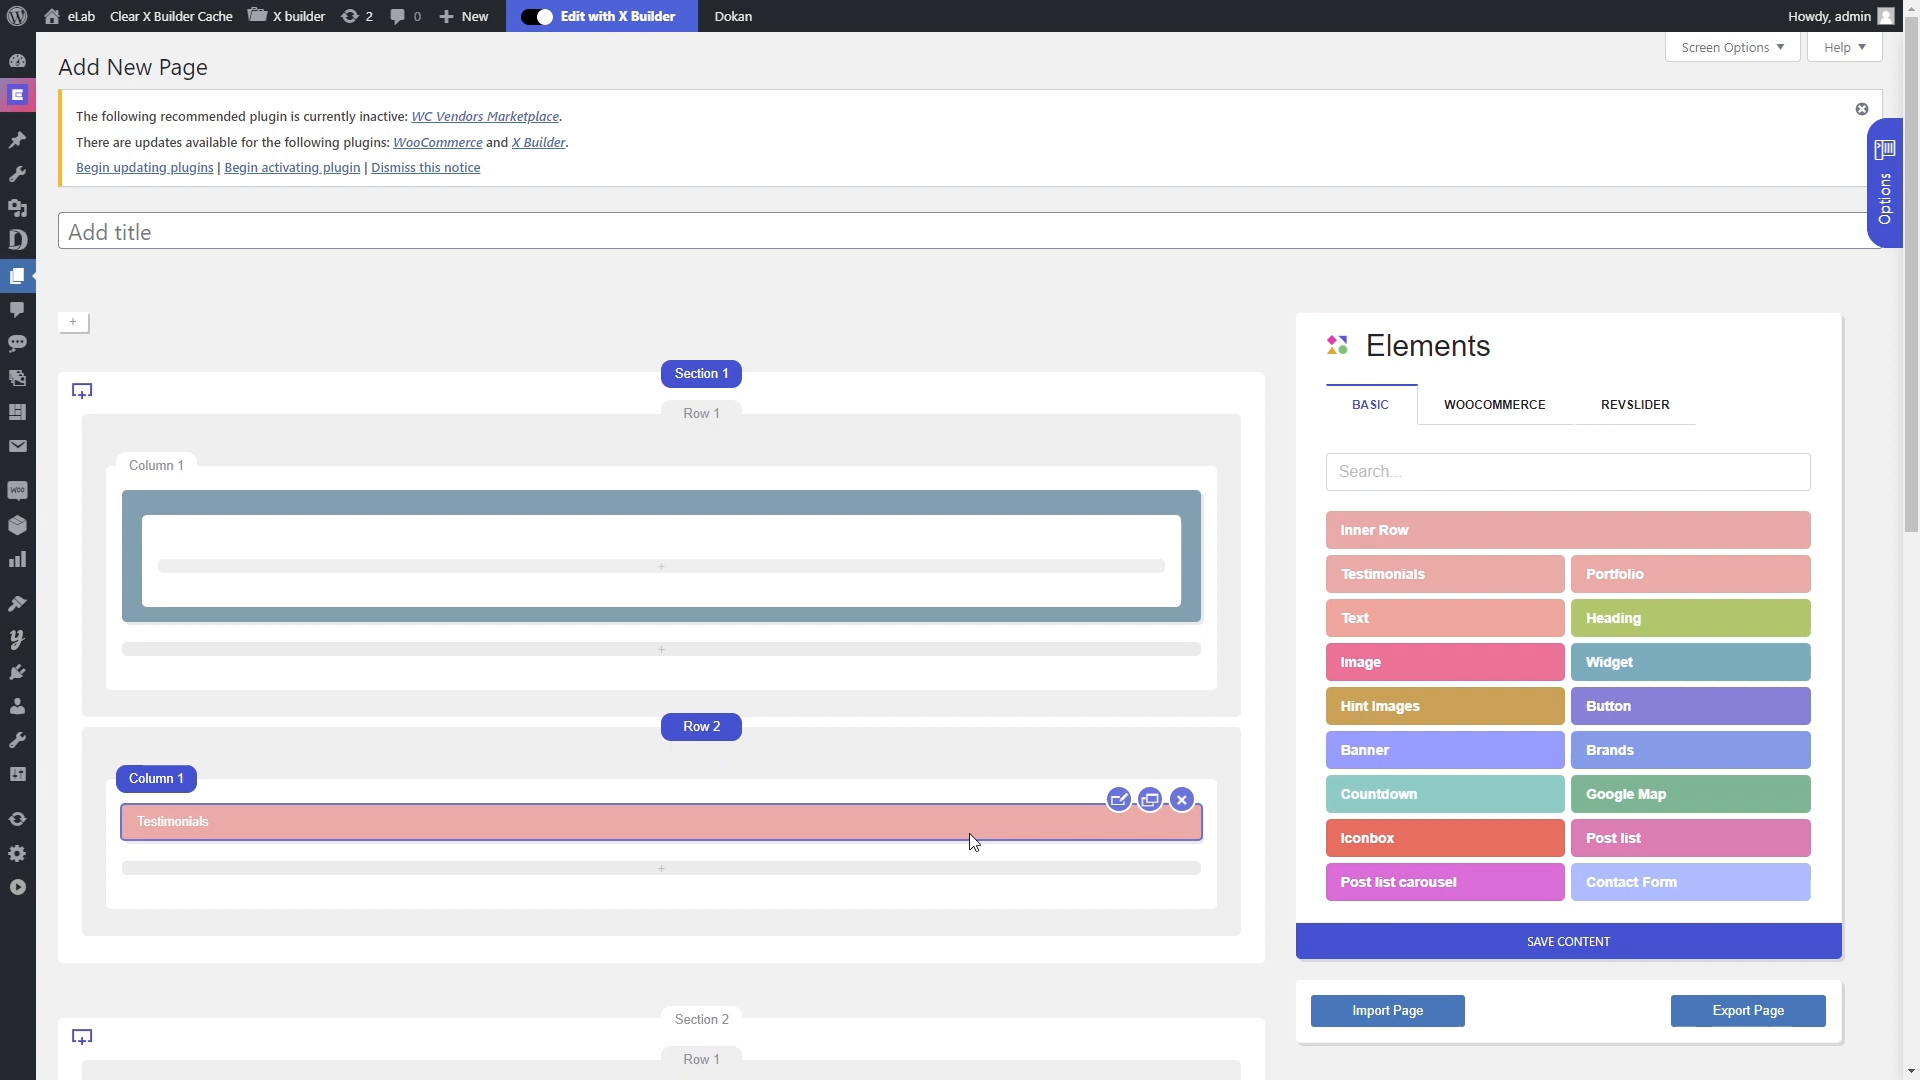 eLab Clear X Builder Cache X builder 2 0 New Edit with X Builder Dokan Howdy, admin
Screen Options Help
Add New Page
The following recommended plugin is currently inactive: WC Vendors Marketplace.
There are updates available for the following plugins: WooCommerce and X Builder.
Begin updating plugins | Begin activating plugin | Dismiss this notice
Options
Add title
+
Elements
Section 1
Row 1
BASIC WOOCOMMERCE REVSLIDER
Column 1
Search...
Inner Row
+
Testimonials Portfolio
Text Heading
+
Image Widget
Hint Images Button
Row 2
Banner Brands
Column 1
Countdown Google Map
Testimonials
Iconbox Post list
+
Post list carousel Contact Form
SAVE CONTENT
Import Page Export Page
Section 2
Row 1